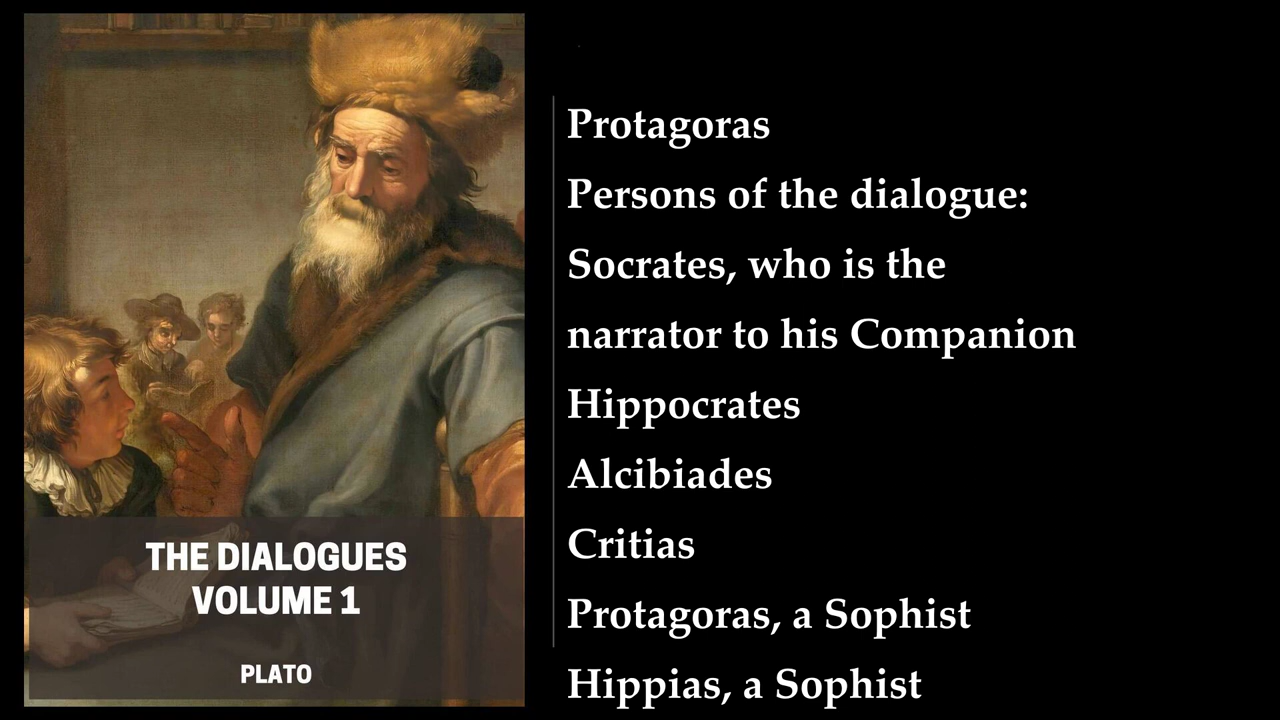 THE DIALOGUES
VOLUME 1
PLATO
Protagoras
Persons of the dialogue:
Socrates, who is the
narrator to his Companion
Hippocrates
Alcibiades
Critias
Protagoras, a Sophist
Hippias, a Sophist